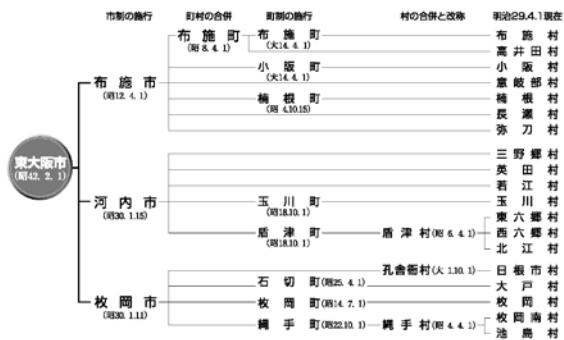 市制の施行 町村の合併 町制の施行 村の合併と改称 明治29.4.1現在
布施町 布施町 布施村
(昭8.4.1) (大14.4.1)
高井田村
小阪町 小阪村
(大14.4.1)
布施市 意岐部村
(昭12.4.1)
楠根町 楠根村
(昭4.10.15)
長瀬村
弥刀村
東大阪市
(昭42.2.1)
三野郷村
英田村
若江村
河内市 玉川町 玉川村
(昭30.1.15) (昭18.10.1)
東六郷村
盾津町 盾津村(昭6.4.1) 西六郷村
(昭18.10.1)
北江村
孔舎衙村(大1.10.1) 日根市村
石切町(昭25.4.1) 大戸村
枚岡市 枚岡町(昭14.7.1) 枚岡村
(昭30.1.11)
枚岡南村
縄手町(昭22.10.1) 縄手村(昭4.4.1)
池島村